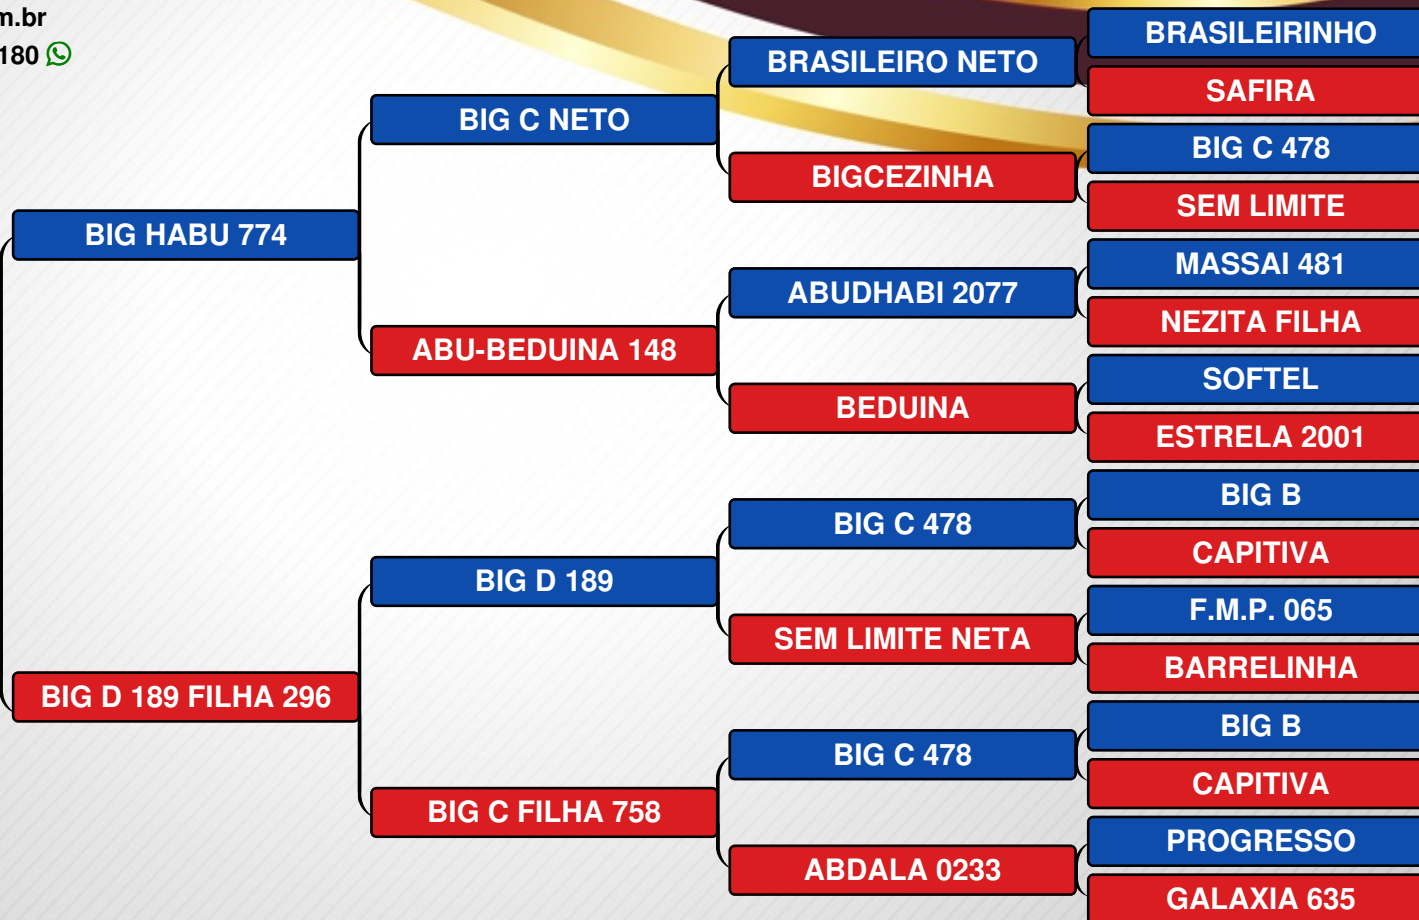 m.br
180
BRASILEIRINHO
BRASILEIRO NETO
SAFIRA
BIG C NETO
BIG C 478
BIGCEZINHA
SEM LIMITE
BIG HABU 774
MASSAI 481
ABUDHABI 2077
NEZITA FILHA
ABU-BEDUINA 148
SOFTEL
BEDUINA
ESTRELA 2001
BIG B
BIG C 478
CAPITIVA
BIG D 189
F.M.P. 065
SEM LIMITE NETA
BARRELINHA
BIG D 189 FILHA 296
BIG B
BIG C 478
CAPITIVA
BIG C FILHA 758
PROGRESSO
ABDALA 0233
GALAXIA 635